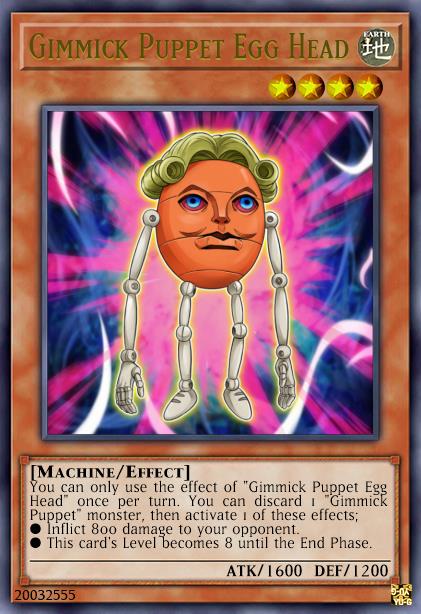 GIMMICK PUPPET EGG HEAD
EARTH
地
[MACHINE/EFFECT]
You can only use the effect of "Gimmick Puppet Egg
Head" once per turn. You can discard 1 "Gimmick
Puppet" monster, then activate 1 of these effects;
● Inflict 800 damage to your opponent.
● This card's Level becomes 8 until the End Phase.
ATK/1600 DEF/1200
20032555